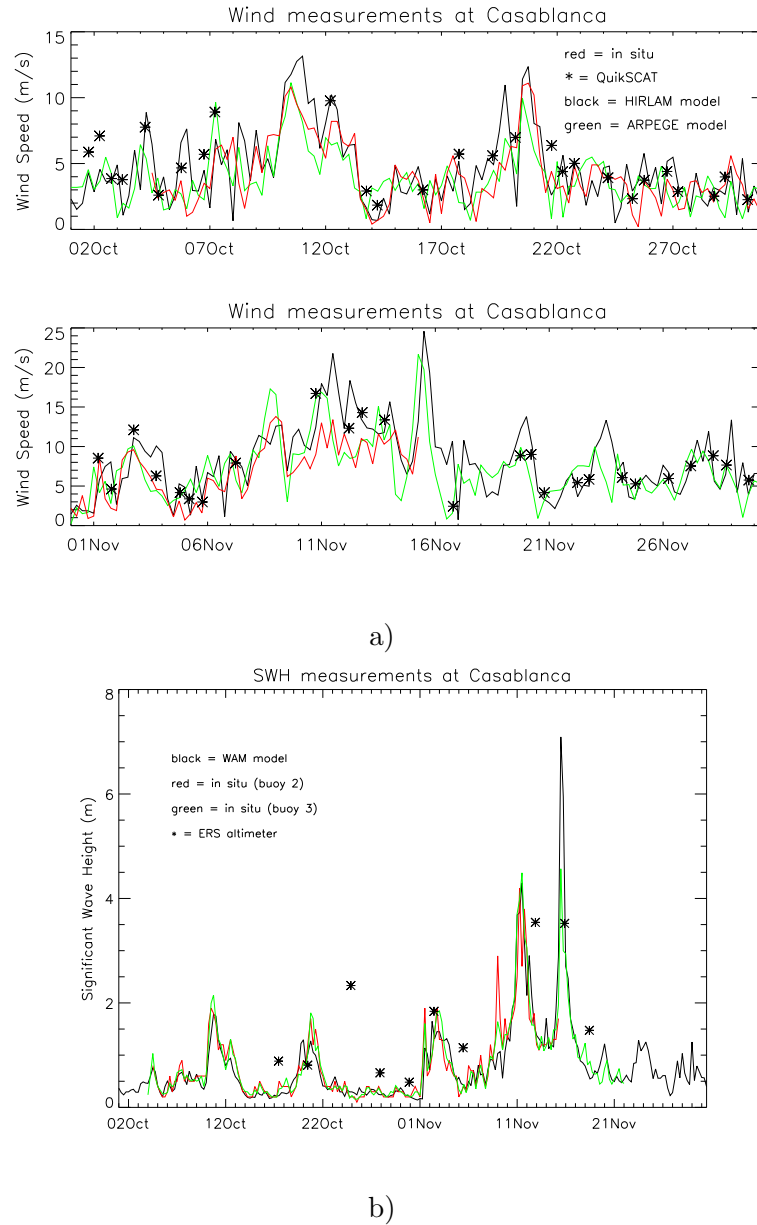 Wind measurements at Casablanca
Wind Speed (m/s)
15
10
5
0
red = in situ
* = QuikSCAT
black = HIRLAM model
green = ARPEGE model
02Oct 07Oct 12Oct 17Oct 22Oct 27Oct
Wind measurements at Casablanca
Wind Speed (m/s)
25
20
15
10
5
0
01Nov 06Nov 11Nov 16Nov 21Nov 26Nov
a)
SWH measurements at Casablanca
Significant Wave Height (m)
8
6
4
2
0
black = WAM model
red = in situ (buoy 2)
green = in situ (buoy 3)
* = ERS altimeter
02Oct 12Oct 22Oct 01Nov 11Nov 21Nov
b)